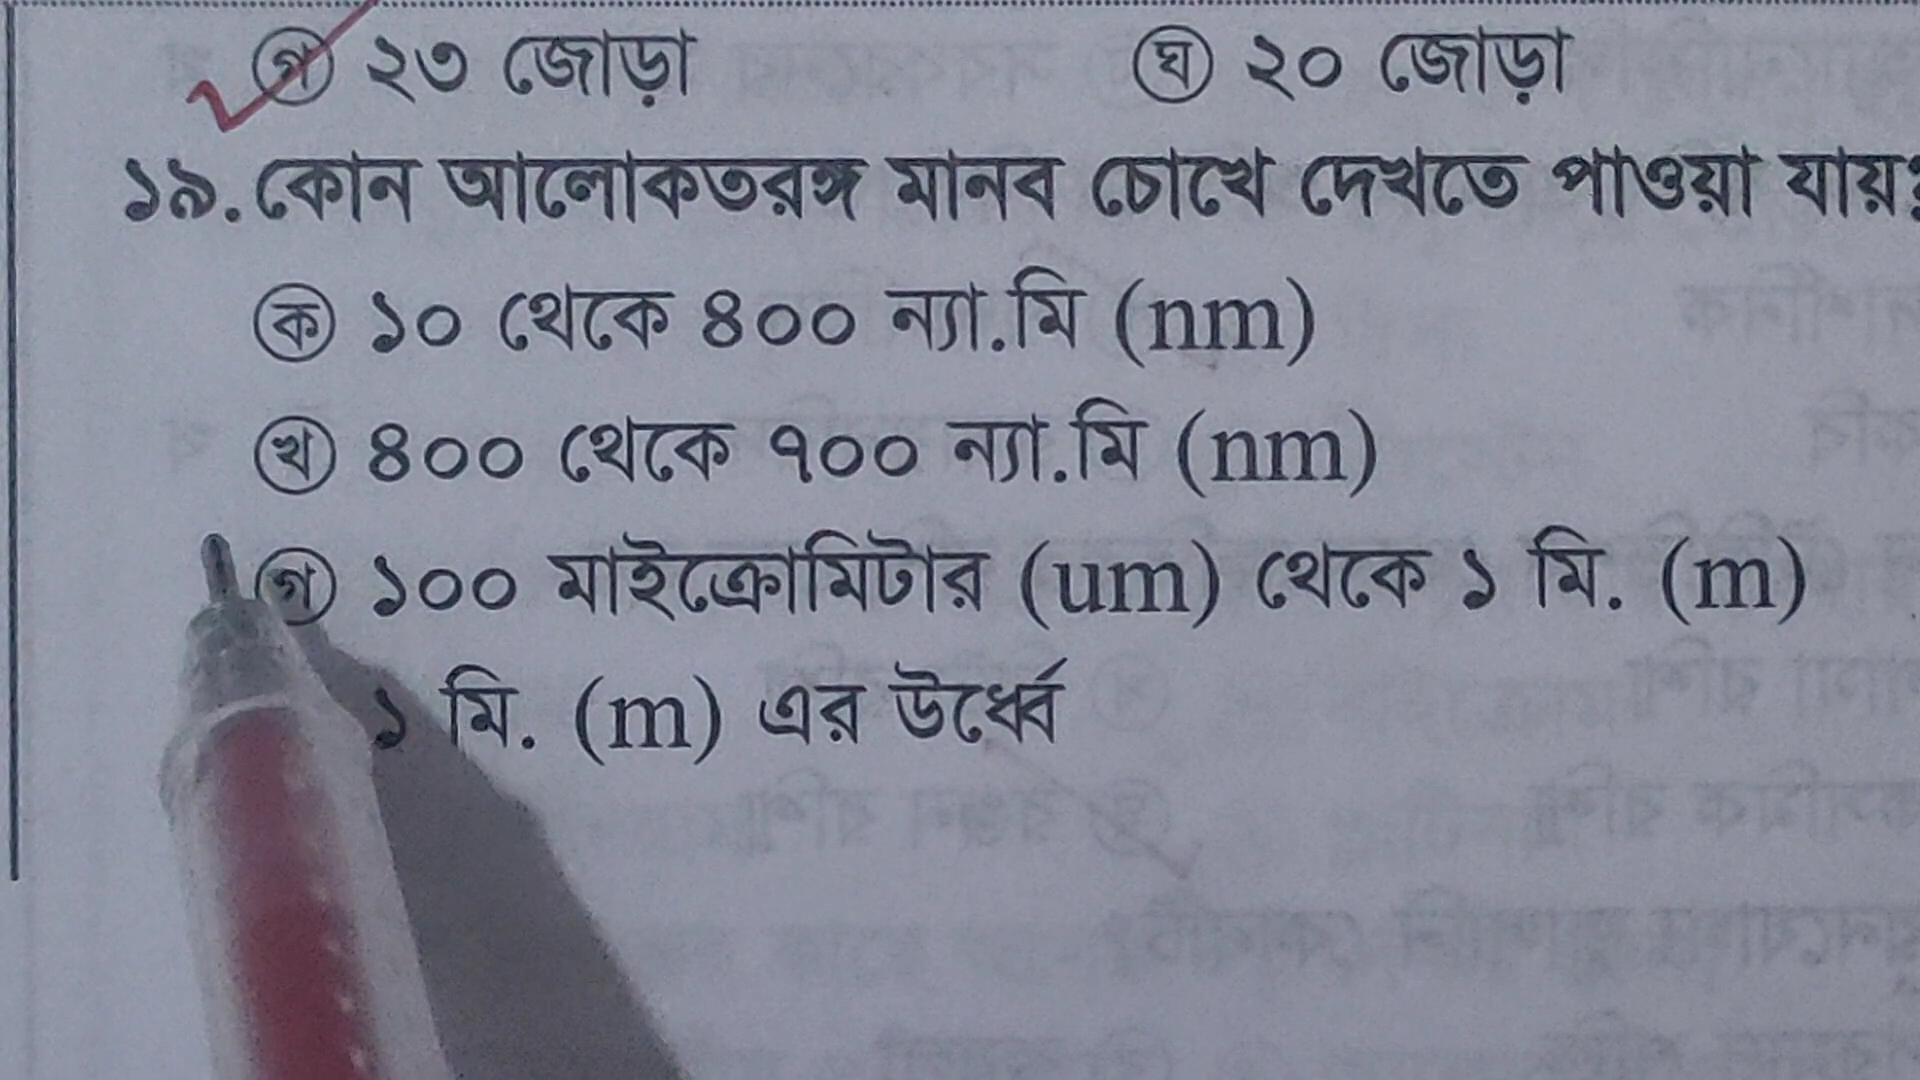 গ ২৩ জোড়া ঘ ২০ জোড়া
১৯. কোন আলোকতরঙ্গ মানব চোখে দেখতে পাওয়া যায়?
ক ১০ থেকে ৪০০ ন্যা.মি (nm)
খ ৪০০ থেকে ৭০০ ন্যা.মি (nm)
গ ১০০ মাইক্রোমিটার (um) থেকে ১ মি. (m)
১ মি. (m) এর উর্ধ্বে